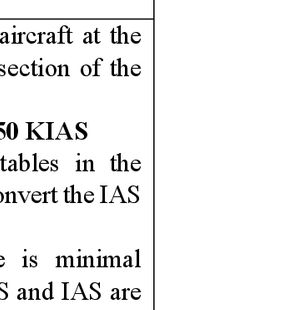 aircraft at the
section of the
50 KIAS
tables in the
onvert the IAS
e is minimal
S and IAS are